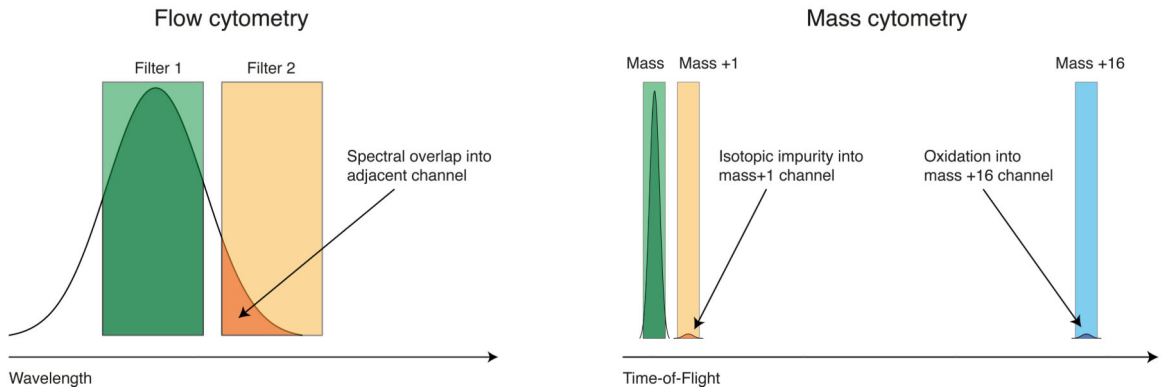 Flow cytometry
Filter 1
Filter 2
Spectral overlap into
adjacent channel
Wavelength
Mass cytometry
Mass
Mass +1
Mass +16
Isotopic impurity into
mass+1 channel
Oxidation into
mass +16 channel
Time-of-Flight